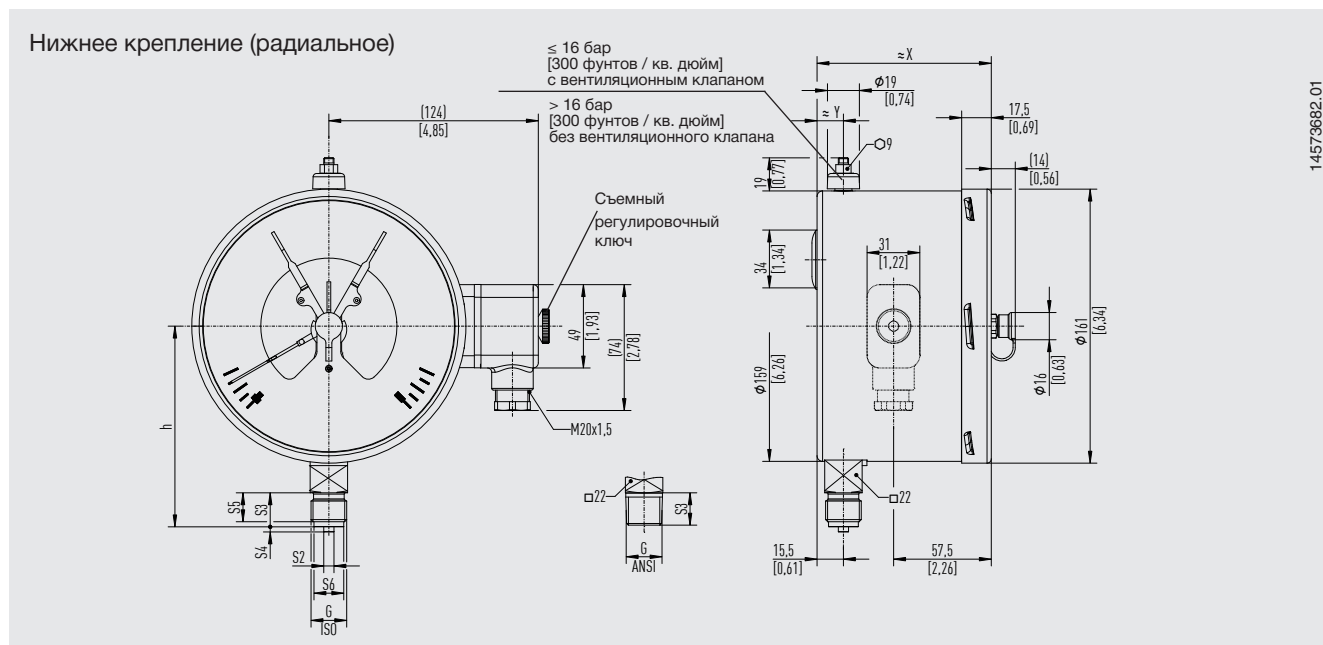 Нижнее крепление (радиальное)
≤ 16 бар
[300 фунтов / кв. дюйм]
с вентиляционным клапаном
> 16 бар
[300 фунтов / кв. дюйм]
без вентиляционного клапана
(124)
[4,85]
Съемный
регулировочный
ключ
49
[1,93]
(74)
[2,78]
M20x1,5
h
S5
S3
S4
S2
S6
G
ISO
□22
S3
G
ANSI
≈X
⌀19
[0,74]
≈ Y
17,5
[0,69]
9
19
[0,77]
(14)
[0,56]
34
[1,34]
31
[1,22]
⌀159
[6,26]
⌀161
[6,34]
⌀16
[0,63]
□22
15,5
[0,61]
57,5
[2,26]
14573682.01